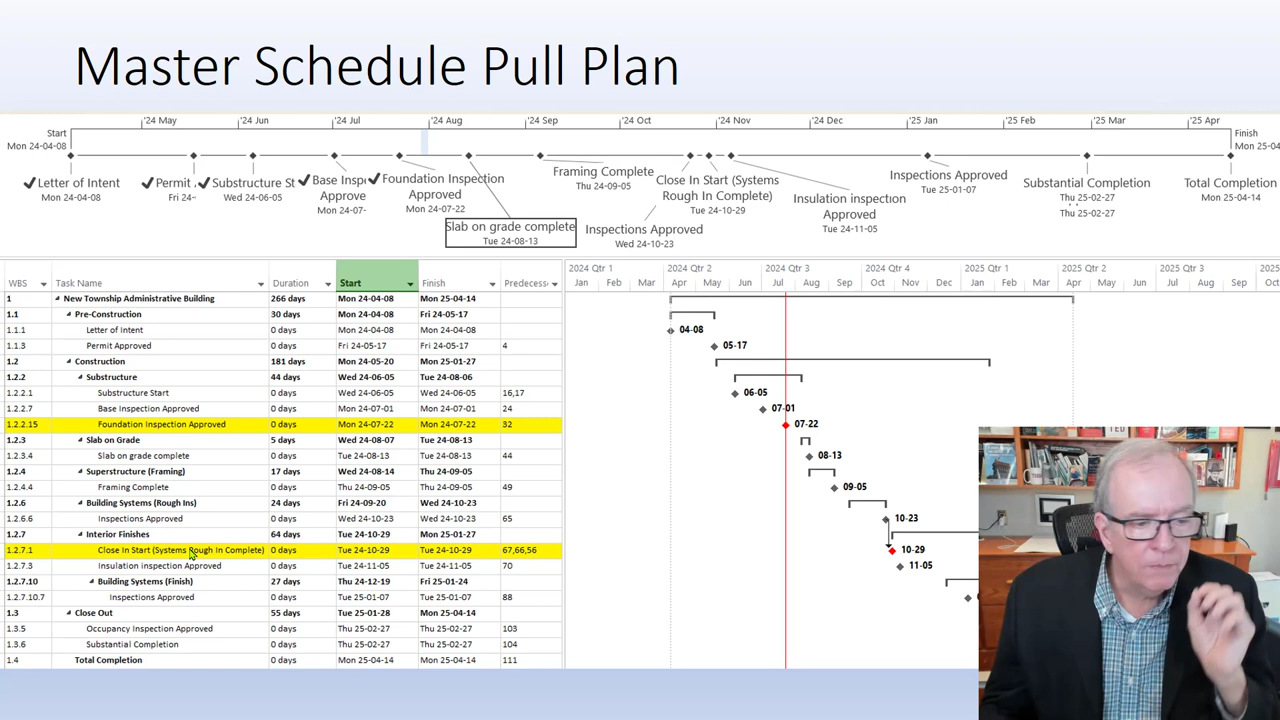 Master Schedule Pull Plan
'24 May '24 Jun '24 Jul '24 Aug '24 Sep '24 Oct '24 Nov '24 Dec '25 Jan '25 Feb '25 Mar '25 Apr
Start
Mon 24-04-08
Finish
Mon 25-04
Letter of Intent
Mon 24-04-08
Permit
Fri 24-
Substructure St
Wed 24-06-05
Base Inspe
Approve
Mon 24-07-
Foundation Inspection
Approved
Mon 24-07-22
Slab on grade complete
Tue 24-08-13
Framing Complete
Thu 24-09-05
Inspections Approved
Wed 24-10-23
Close In Start (Systems
Rough In Complete)
Tue 24-10-29
Insulation inspection
Approved
Tue 24-11-05
Inspections Approved
Tue 25-01-07
Substantial Completion
Thu 25-02-27
Thu 25-02-27
Total Completion
Mon 25-04-14
2024 Qtr 1 2024 Qtr 2 2024 Qtr 3 2024 Qtr 4 2025 Qtr 1 2025 Qtr 2 2025 Qtr 3 2025
WBS Task Name Duration Start Finish Predecess Jan Feb Mar Apr May Jun Jul Aug Sep Oct Nov Dec Jan Feb Mar Apr May Jun Jul Aug Sep Oct
1 New Township Administrative Building 266 days Mon 24-04-08 Mon 25-04-14
1.1 Pre-Construction 30 days Mon 24-04-08 Fri 24-05-17
1.1.1 Letter of Intent 0 days Mon 24-04-08 Mon 24-04-08 04-08
1.1.3 Permit Approved 0 days Fri 24-05-17 Fri 24-05-17 4 05-17
1.2 Construction 181 days Mon 24-05-20 Mon 25-01-27
1.2.2 Substructure 44 days Wed 24-06-05 Tue 24-08-06
1.2.2.1 Substructure Start 0 days Wed 24-06-05 Wed 24-06-05 16,17 06-05
1.2.2.7 Base Inspection Approved 0 days Mon 24-07-01 Mon 24-07-01 24 07-01
1.2.2.15 Foundation Inspection Approved 0 days Mon 24-07-22 Mon 24-07-22 32 07-22
1.2.3 Slab on Grade 5 days Wed 24-08-07 Tue 24-08-13
1.2.3.4 Slab on grade complete 0 days Tue 24-08-13 Tue 24-08-13 44 08-13
1.2.4 Superstructure (Framing) 17 days Wed 24-08-14 Thu 24-09-05
1.2.4.4 Framing Complete 0 days Thu 24-09-05 Thu 24-09-05 49 09-05
1.2.6 Building Systems (Rough Ins) 24 days Fri 24-09-20 Wed 24-10-23
1.2.6.6 Inspections Approved 0 days Wed 24-10-23 Wed 24-10-23 65 10-23
1.2.7 Interior Finishes 64 days Tue 24-10-29 Mon 25-01-27
1.2.7.1 Close In Start (Systems Rough In Complete) 0 days Tue 24-10-29 Tue 24-10-29 67,66,56 10-29
1.2.7.3 Insulation inspection Approved 0 days Tue 24-11-05 Tue 24-11-05 70 11-05
1.2.7.10 Building Systems (Finish) 27 days Thu 24-12-19 Fri 25-01-24
1.2.7.10.7 Inspections Approved 0 days Tue 25-01-07 Tue 25-01-07 88
1.3 Close Out 55 days Tue 25-01-28 Mon 25-04-14
1.3.5 Occupancy Inspection Approved 0 days Thu 25-02-27 Thu 25-02-27 103
1.3.6 Substantial Completion 0 days Thu 25-02-27 Thu 25-02-27 104
1.4 Total Completion 0 days Mon 25-04-14 Mon 25-04-14 111